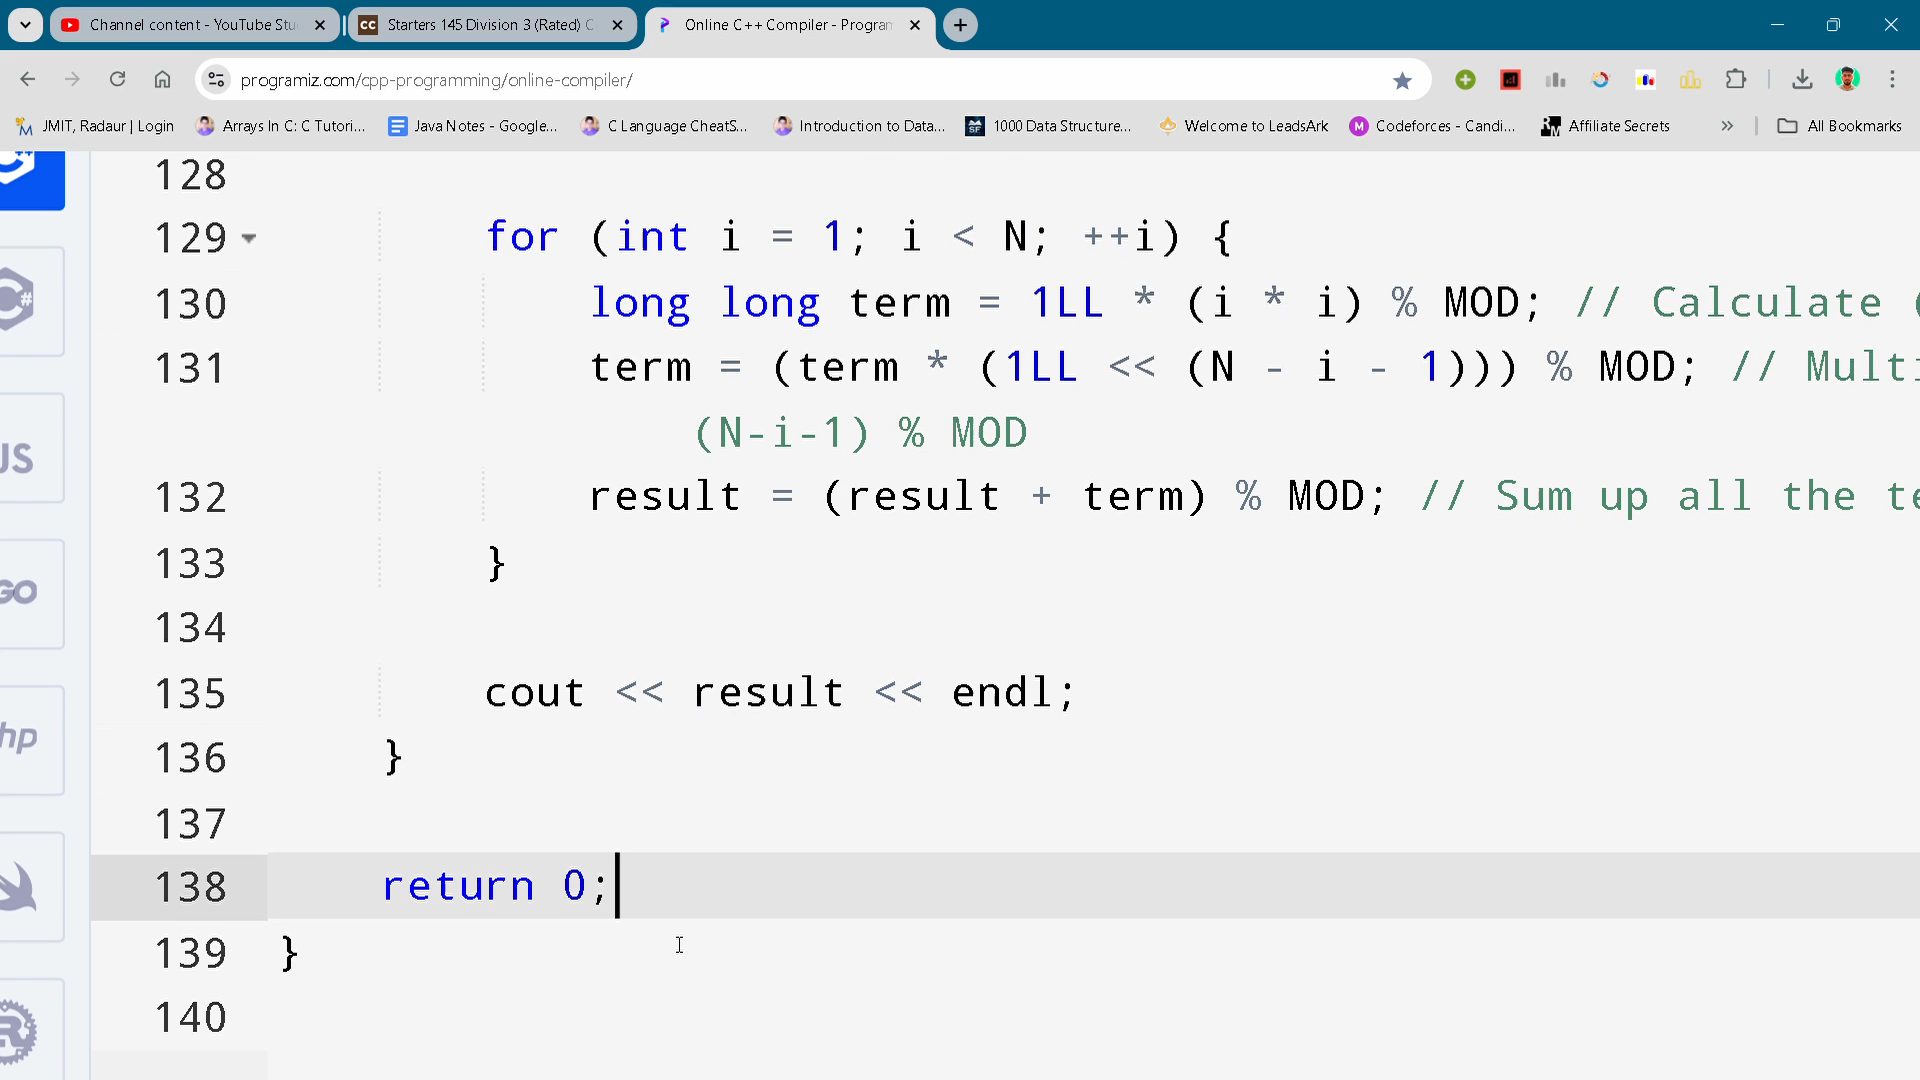 Channel content - YouTube Stu
Starters 145 Division 3 (Rated) C
Online C++ Compiler - Program
programiz.com/cpp-programming/online-compiler/
JMIT, Radaur | Login
Arrays In C: C Tutori...
Java Notes - Google...
C Language CheatS...
Introduction to Data...
1000 Data Structure...
Welcome to LeadsArk
Codeforces - Candi...
Affiliate Secrets
All Bookmarks
128
129 for (int i = 1; i < N; ++i) {
130 long long term = 1LL * (i * i) % MOD; // Calculate (
131 term = (term * (1LL << (N - i - 1))) % MOD; // Multi
(N-i-1) % MOD
132 result = (result + term) % MOD; // Sum up all the te
133 }
134
135 cout << result << endl;
136 }
137
138 return 0;
139 }
140
JS
GO
hp